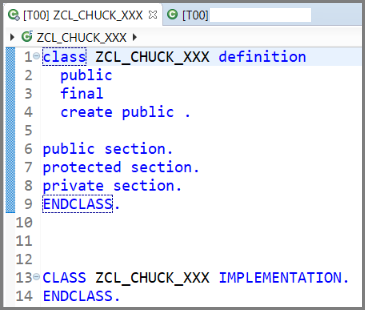 [T00] ZCL_CHUCK_XXX [T00]
ZCL_CHUCK_XXX
1 class ZCL_CHUCK_XXX definition
2 public
3 final
4 create public .
5
6 public section.
7 protected section.
8 private section.
9 ENDCLASS.
10
11
12
13 CLASS ZCL_CHUCK_XXX IMPLEMENTATION.
14 ENDCLASS.